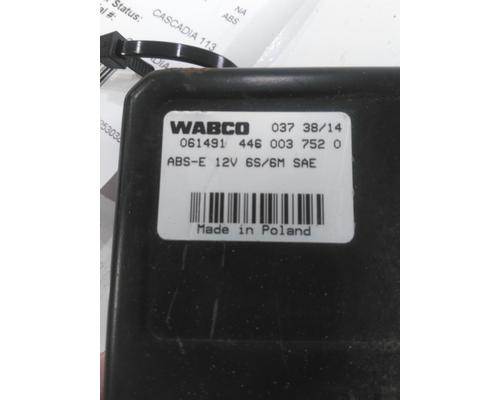 Status:
NA
ABS
CASCADIA 113
WABCO 037 38/14
061491 446 003 752 0
ABS-E 12V 6S/6M SAE
Made in Poland